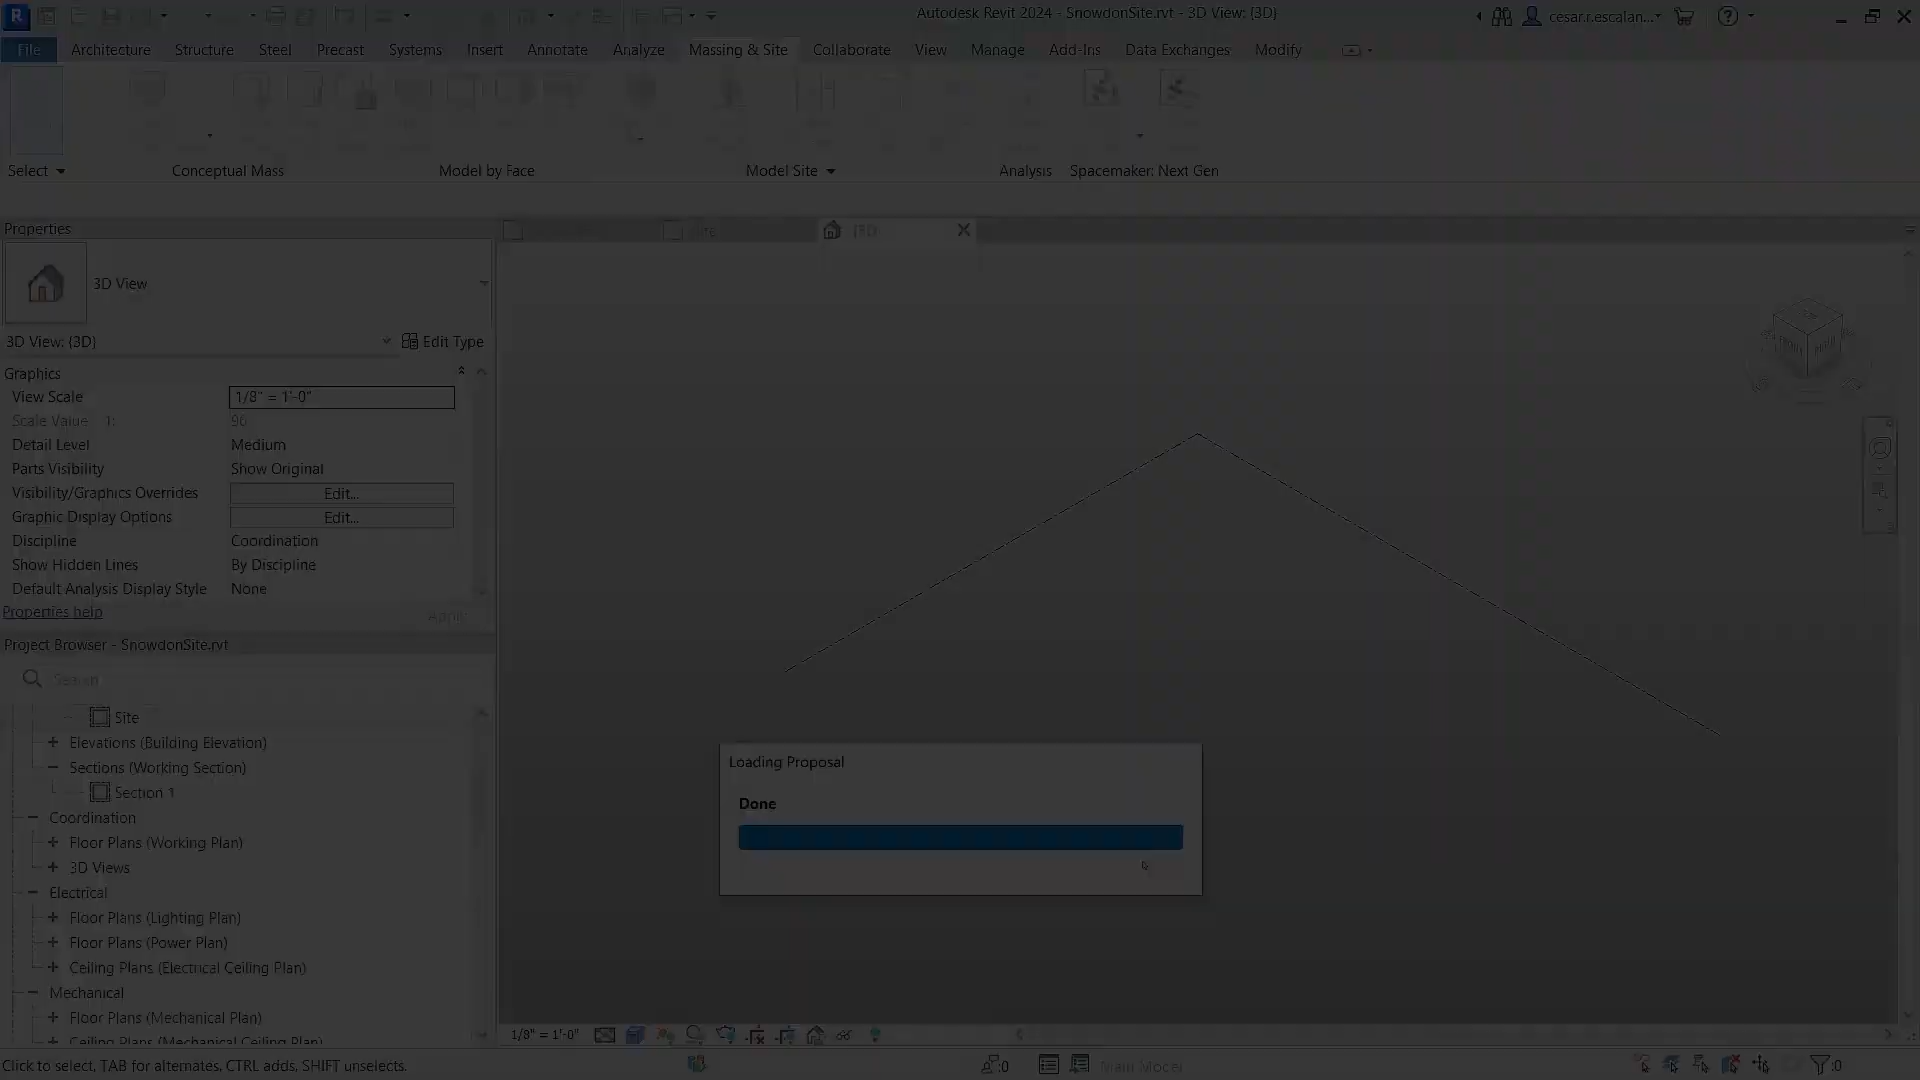 Autodesk Revit 2024 - SnowdonSite.rvt - 3D View: {3D}
cesar.r.escalan...
File Architecture Structure Steel Precast Systems Insert Annotate Analyze Massing & Site Collaborate View Manage Add-Ins Data Exchanges Modify
Select Conceptual Mass Model by Face Model Site Analysis Spacemaker: Next Gen
Properties
3D View
3D View: {3D} Edit Type
Graphics
View Scale 1/8" = 1'-0"
Scale Value 1: 96
Detail Level Medium
Parts Visibility Show Original
Visibility/Graphics Overrides Edit...
Graphic Display Options Edit...
Discipline Coordination
Show Hidden Lines By Discipline
Default Analysis Display Style None
Properties help Apply
Project Browser - SnowdonSite.rvt
Search
Site
Elevations (Building Elevation)
Sections (Working Section)
Section 1
Coordination
Floor Plans (Working Plan)
3D Views
Electrical
Floor Plans (Lighting Plan)
Floor Plans (Power Plan)
Ceiling Plans (Electrical Ceiling Plan)
Mechanical
Floor Plans (Mechanical Plan)
Ceiling Plans (Mechanical Ceiling Plan)
Loading Proposal
Done
1/8" = 1'-0"
Click to select, TAB for alternates, CTRL adds, SHIFT unselects.
:0
Main Model
:0